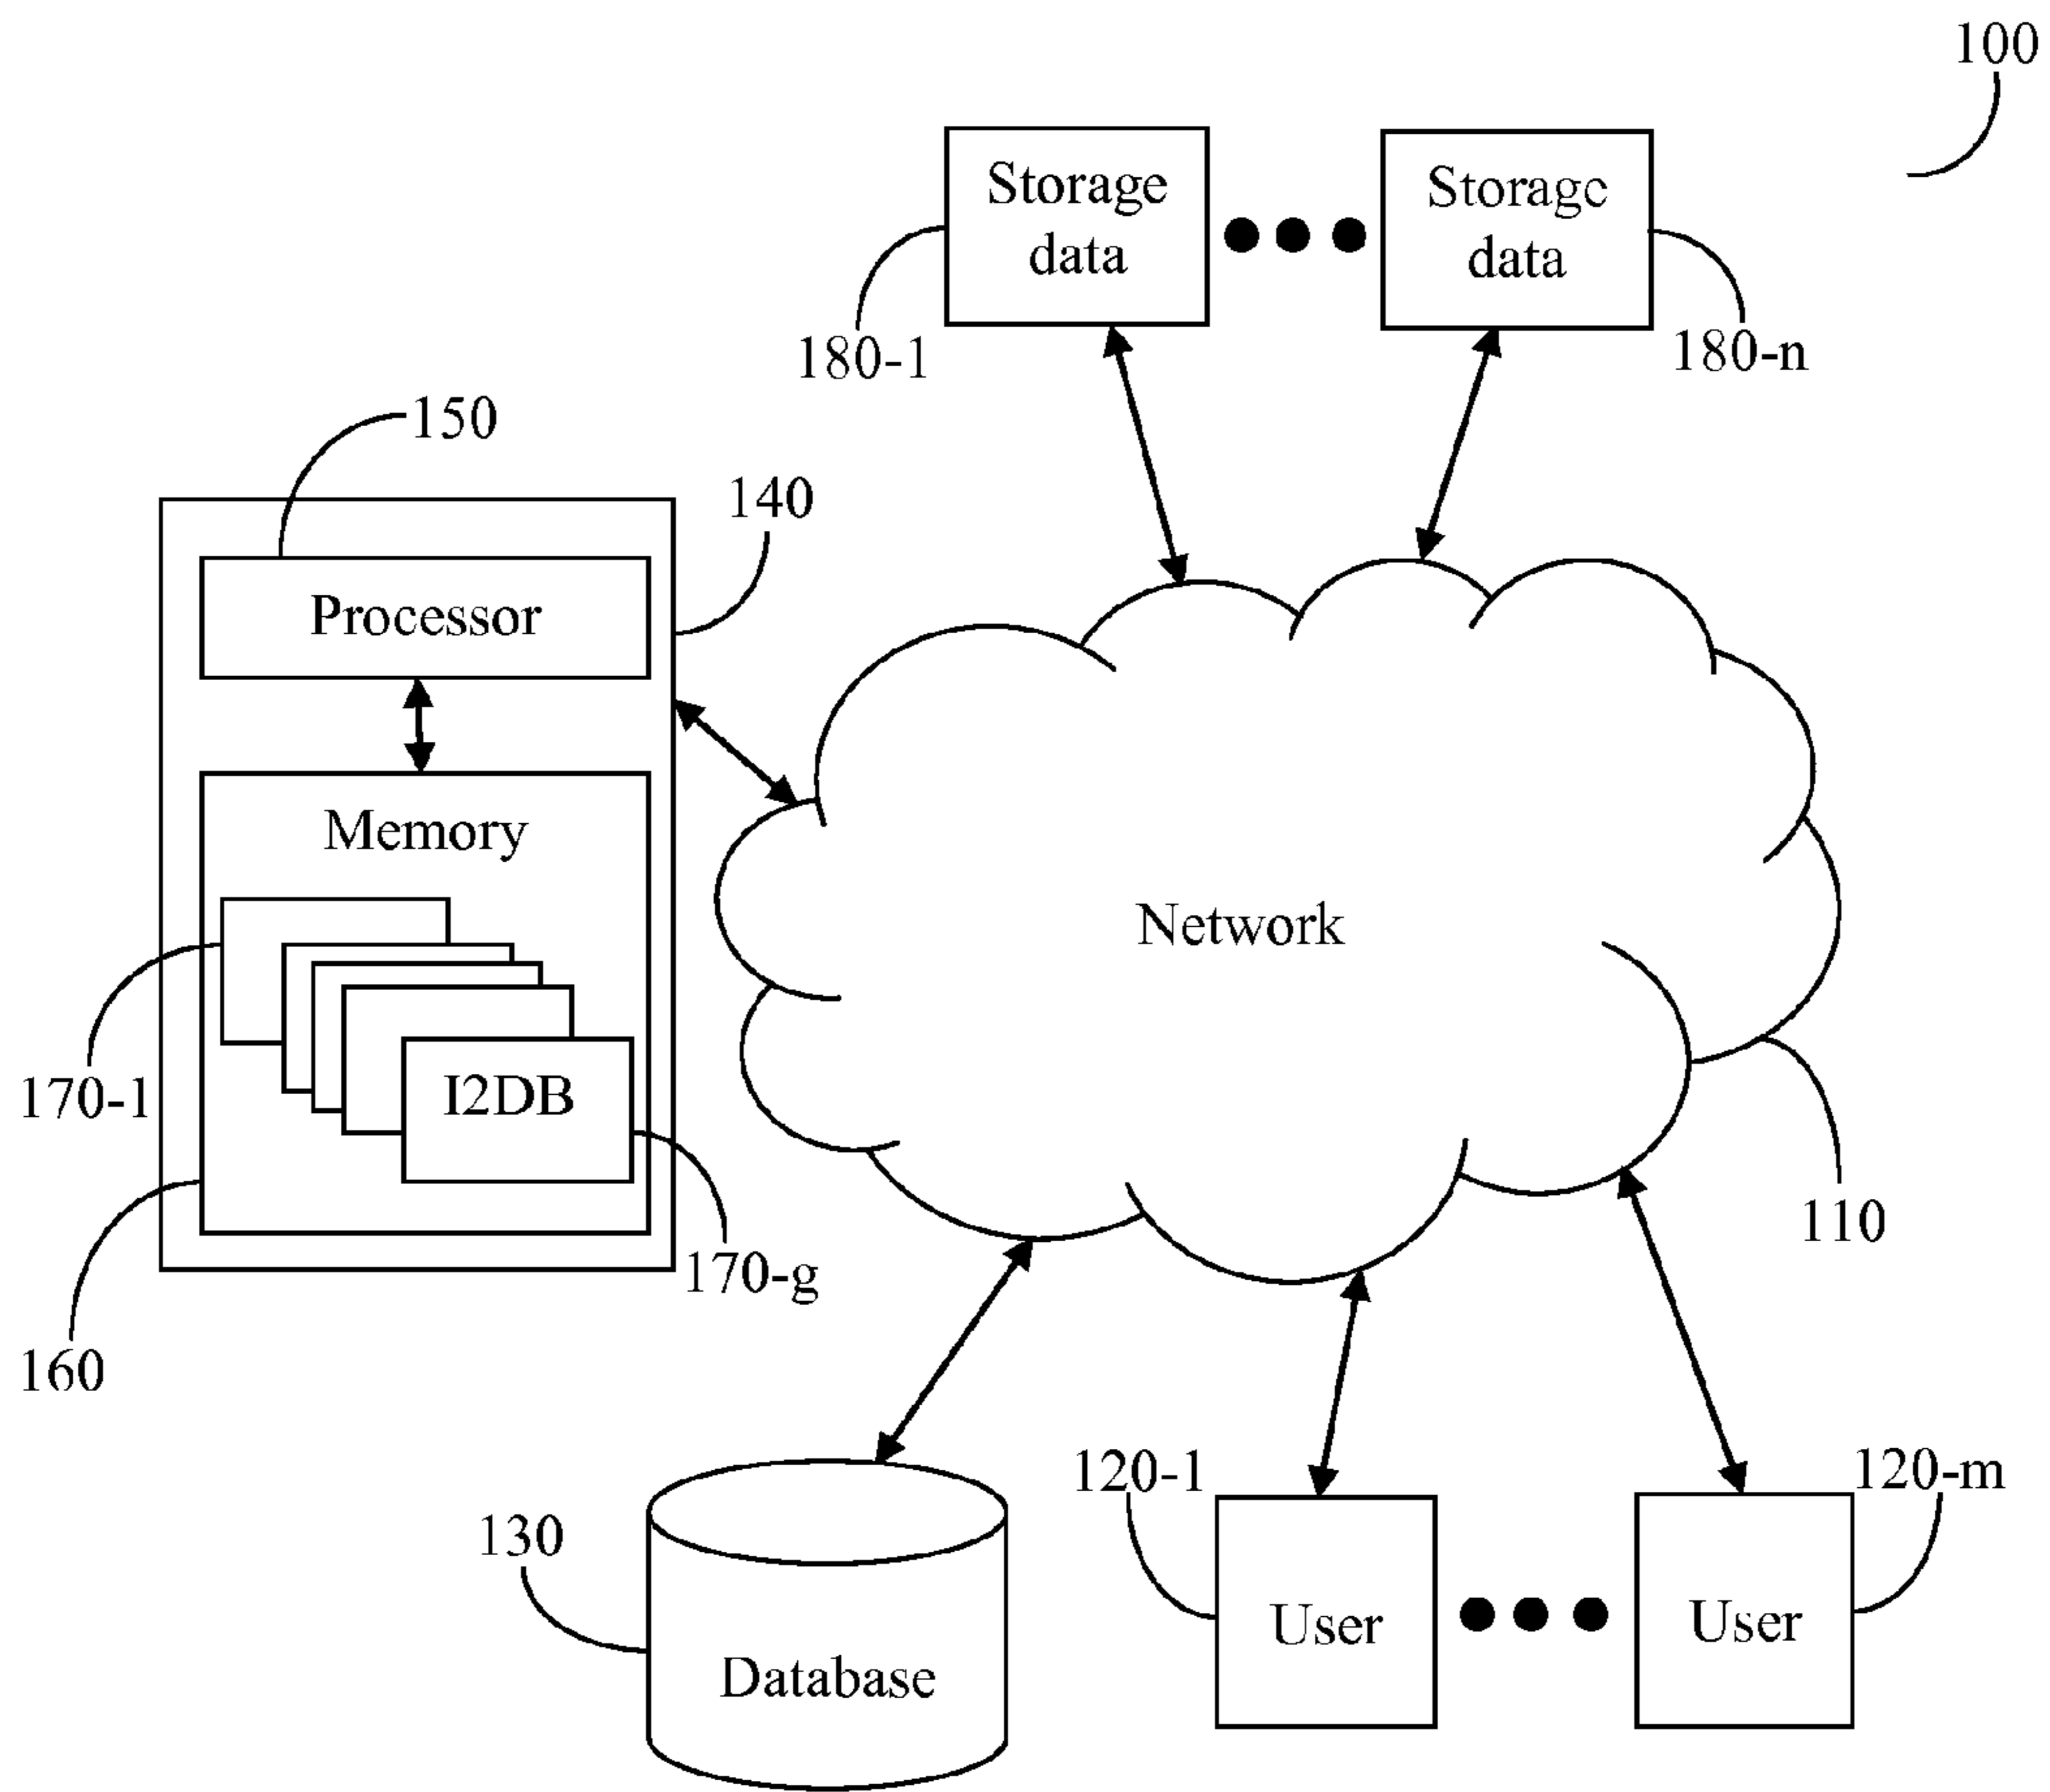 100
Storage
data
Storage
data
180-1
180-n
150
140
Processor
Memory
Network
I2DB
170-1
110
170-g
160
120-1
120-m
130
User
User
Database